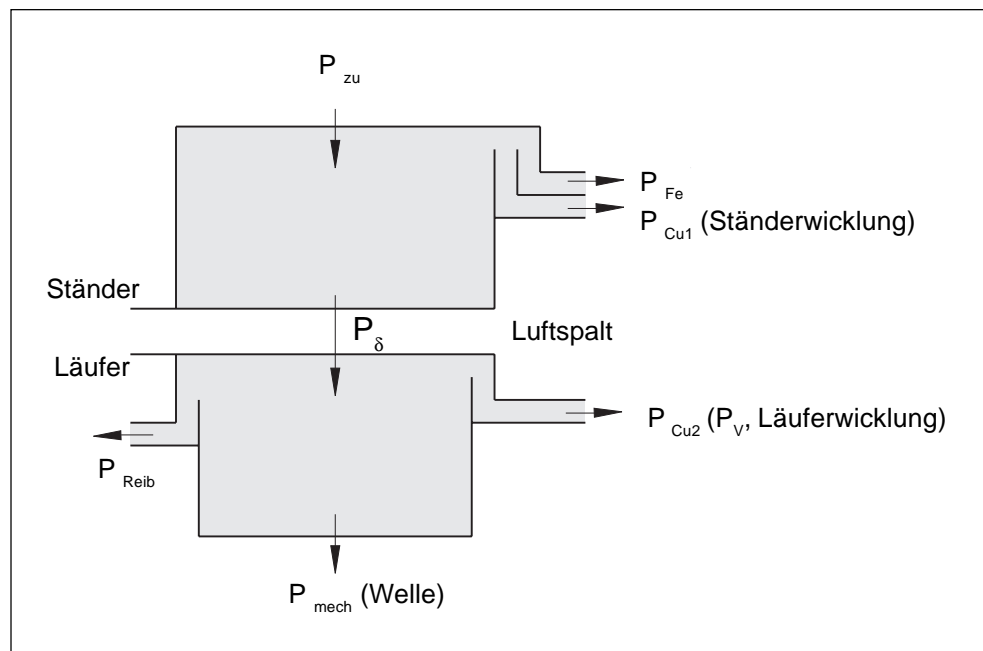 P zu
P Fe
P Cu1 (Ständerwicklung)
Ständer
P δ
Luftspalt
Läufer
P Cu2 (P V, Läuferwicklung)
P Reib
P mech (Welle)